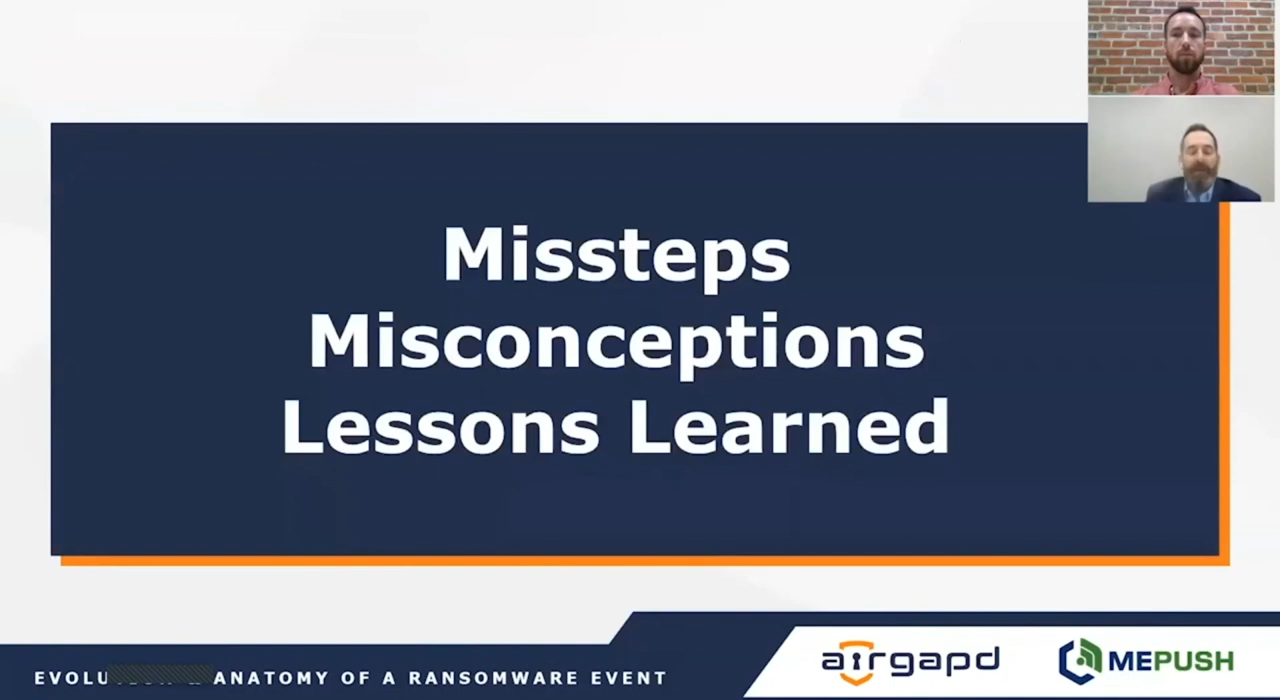 Missteps
Misconceptions
Lessons Learned
ANATOMY OF A RANSOMWARE EVENT
airgapd
MEPUSH